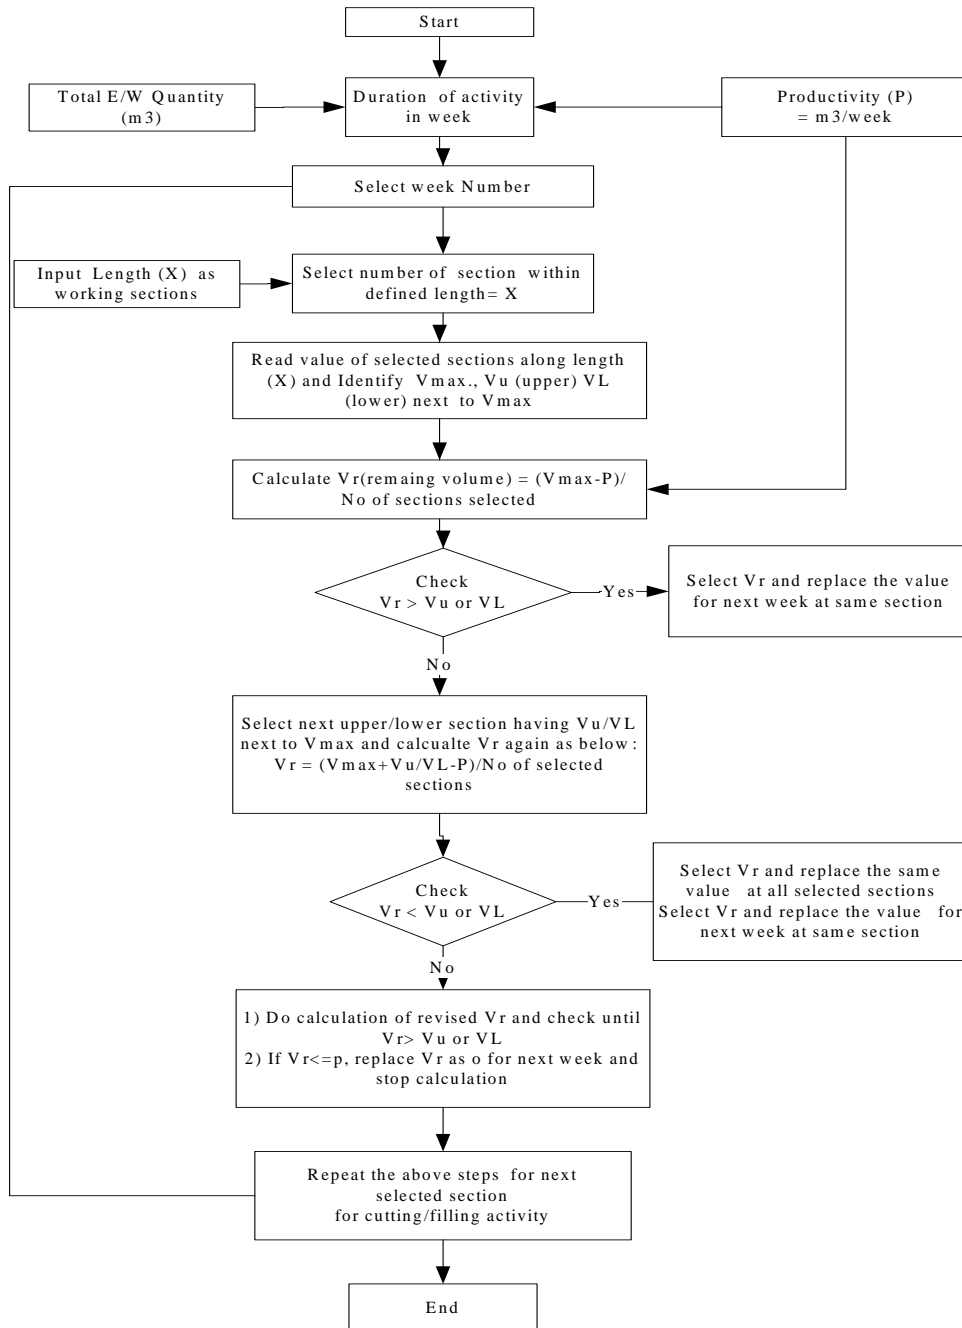 Start
Total E/W Quantity
(m3)
Duration of activity
in week
Productivity (P)
= m3/week
Select week Number
Input Length (X) as
working sections
Select number of section within
defined length= X
Read value of selected sections along length
(X) and Identify Vmax., Vu (upper) VL
(lower) next to Vmax
Calculate Vr(remaing volume) = (Vmax-P)/
No of sections selected
Check
Vr > Vu or VL
Yes
Select Vr and replace the value
for next week at same section
No
Select next upper/lower section having Vu/VL
next to Vmax and calcualte Vr again as below:
Vr = (Vmax+Vu/VL-P)/No of selected
sections
Check
Vr < Vu or VL
Yes
Select Vr and replace the same
value at all selected sections
Select Vr and replace the value for
next week at same section
No
1) Do calculation of revised Vr and check until
Vr> Vu or VL
2) If Vr<=p, replace Vr as o for next week and
stop calculation
Repeat the above steps for next
selected section
for cutting/filling activity
End